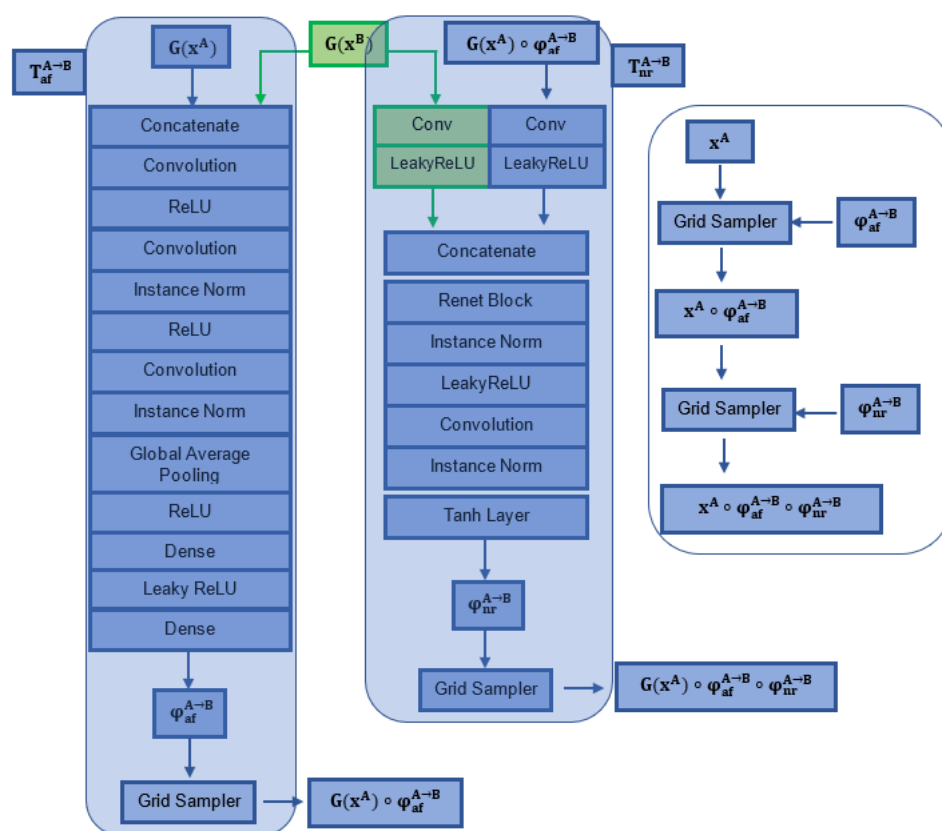 G(x^A)
T_af^A→B
Concatenate
Convolution
ReLU
Convolution
Instance Norm
ReLU
Convolution
Instance Norm
Global Average
Pooling
ReLU
Dense
Leaky ReLU
Dense
φ_af^A→B
Grid Sampler
G(x^A) ∘ φ_af^A→B
G(x^B)
G(x^A) ∘ φ_af^A→B
T_nr^A→B
Conv
Conv
LeakyReLU
LeakyReLU
Concatenate
Renet Block
Instance Norm
LeakyReLU
Convolution
Instance Norm
Tanh Layer
φ_nr^A→B
Grid Sampler
G(x^A) ∘ φ_af^A→B ∘ φ_nr^A→B
x^A
Grid Sampler
φ_af^A→B
x^A ∘ φ_af^A→B
Grid Sampler
φ_nr^A→B
x^A ∘ φ_af^A→B ∘ φ_nr^A→B